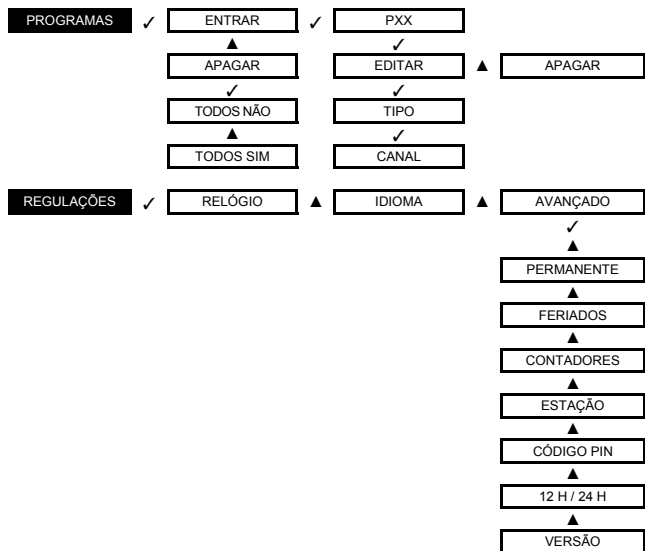 PROGRAMAS ✓ ENTRAR ✓ PXX
▲ ✓
APAGAR EDITAR ▲ APAGAR
✓ ✓
TODOS NÃO TIPO
▲ ✓
TODOS SIM CANAL
REGULAÇÕES ✓ RELÓGIO ▲ IDIOMA ▲ AVANÇADO
✓
▲
PERMANENTE
▲
FERIADOS
▲
CONTADORES
▲
ESTAÇÃO
▲
CÓDIGO PIN
▲
12 H / 24 H
▲
VERSÃO